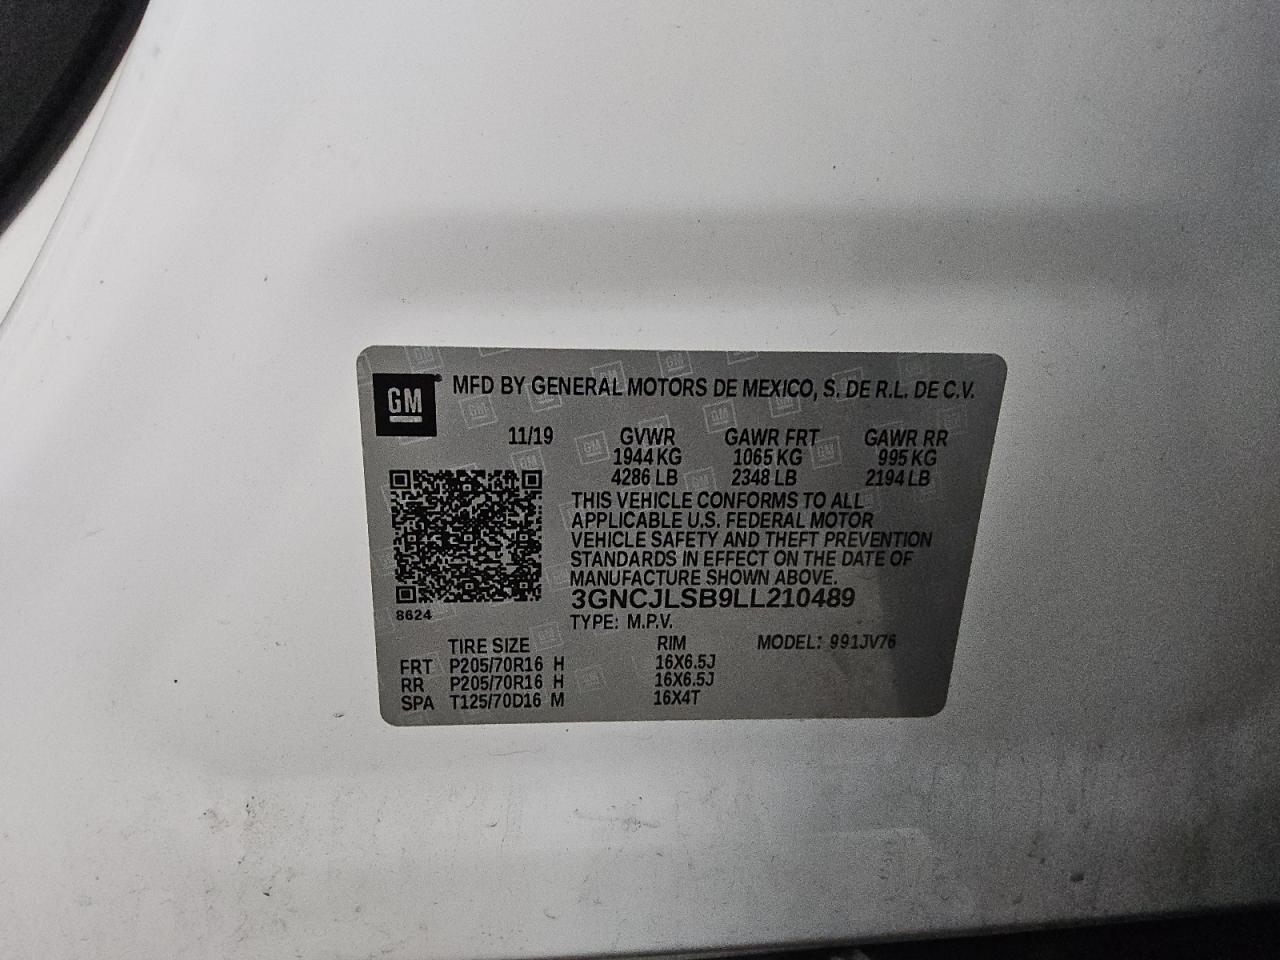 GM ® MFD BY GENERAL MOTORS DE MEXICO, S. DE R.L. DE C.V.
11/19 GVWR GAWR FRT GAWR RR
1944 KG 1065 KG 995 KG
4286 LB 2348 LB 2194 LB
THIS VEHICLE CONFORMS TO ALL
APPLICABLE U.S. FEDERAL MOTOR
VEHICLE SAFETY AND THEFT PREVENTION
STANDARDS IN EFFECT ON THE DATE OF
MANUFACTURE SHOWN ABOVE.
3GNCJLSB9LL210489
8624
TYPE: M.P.V.
TIRE SIZE RIM MODEL: 991JV76
FRT P205/70R16 H 16X6.5J
RR P205/70R16 H 16X6.5J
SPA T125/70D16 M 16X4T